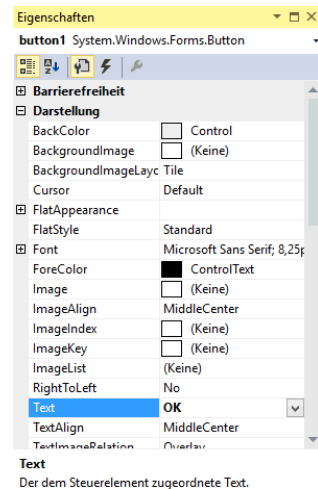 Eigenschaften
button1 System.Windows.Forms.Button
Barrierefreiheit
Darstellung
BackColor Control
BackgroundImage (Keine)
BackgroundImageLayc Tile
Cursor Default
FlatAppearance
FlatStyle Standard
Font Microsoft Sans Serif; 8,25p
ForeColor ControlText
Image (Keine)
ImageAlign MiddleCenter
ImageIndex (Keine)
ImageKey (Keine)
ImageList (Keine)
RightToLeft No
Text OK
TextAlign MiddleCenter
TextImageRelation Overlay
Text
Der dem Steuerelement zugeordnete Text.